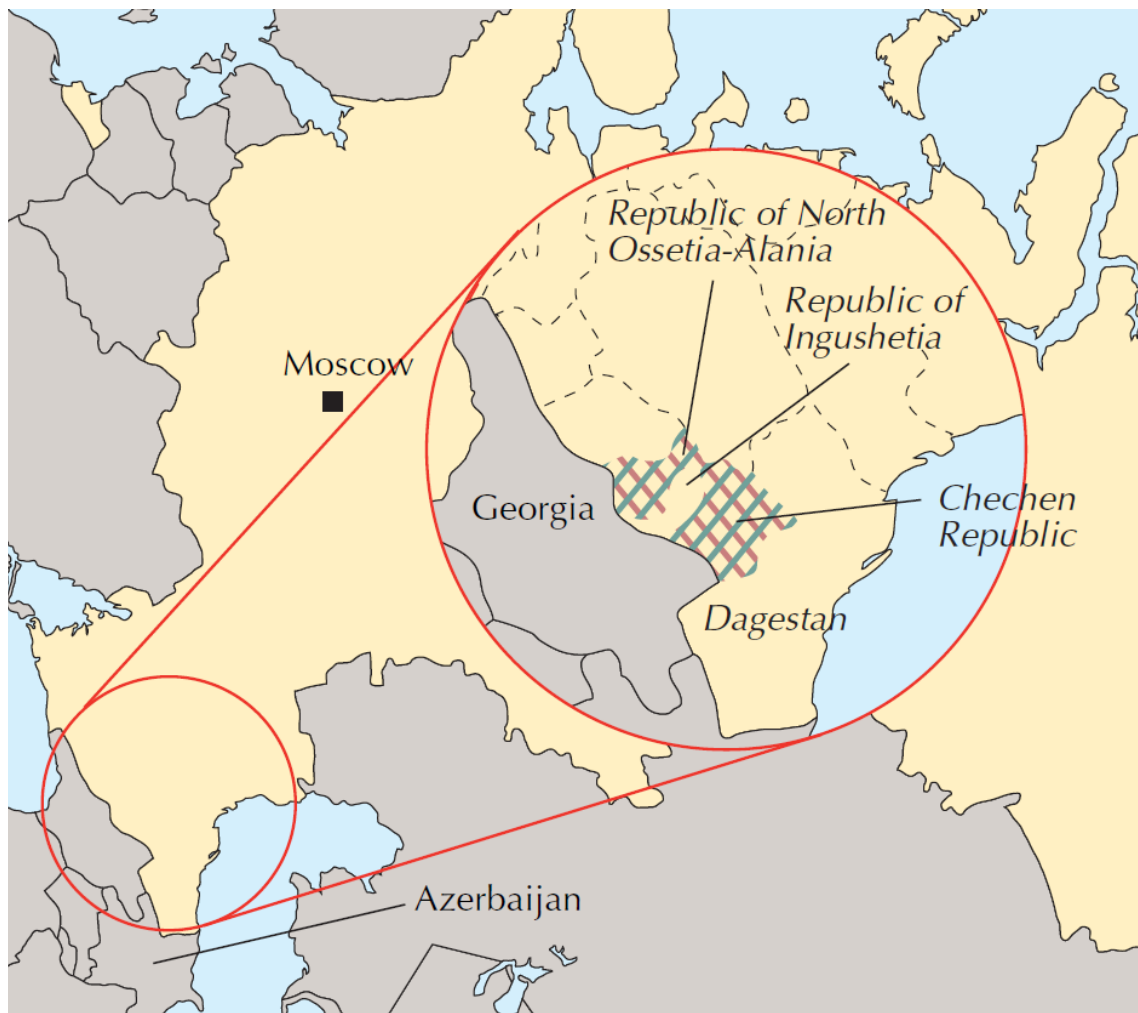 Republic of North
Ossetia-Alania
Republic of
Ingushetia
Moscow
Georgia
Chechen
Republic
Dagestan
Azerbaijan